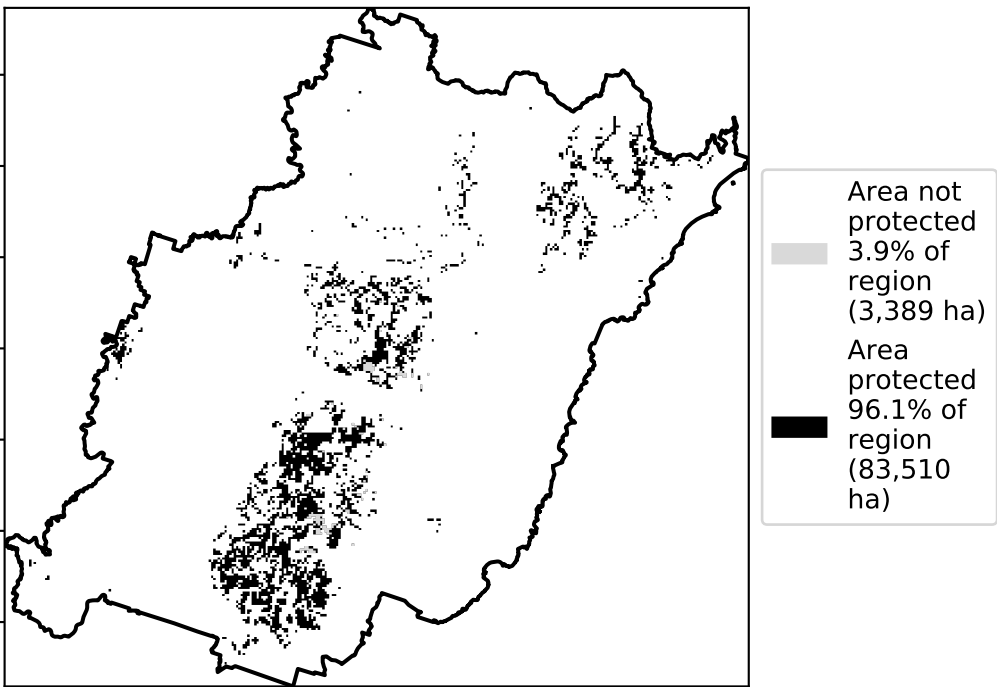 Area not
protected
3.9% of
region
(3,389 ha)
Area
protected
96.1% of
region
(83,510
ha)